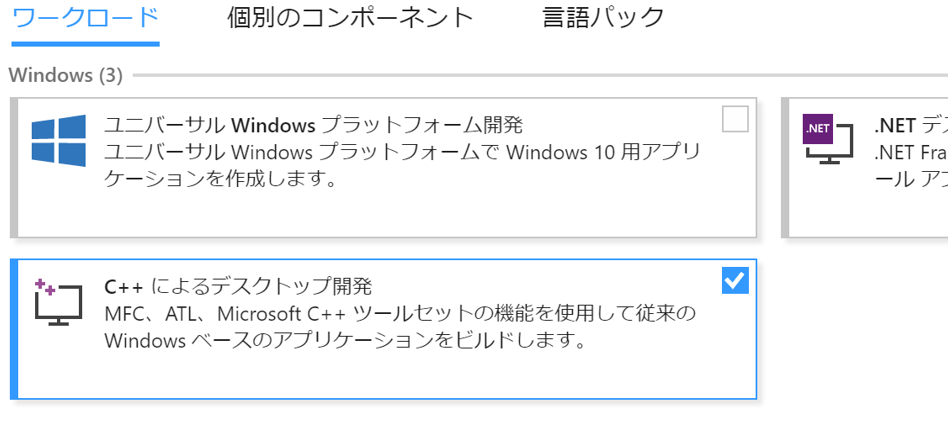 ワークロード 個別のコンポーネント 言語パック
Windows (3)
ユニバーサル Windows プラットフォーム開発
ユニバーサル Windows プラットフォームで Windows 10 用アプリ
ケーションを作成します。
.NET
.NET デス
.NET Fra
ール アプ
C++ によるデスクトップ開発
MFC、ATL、Microsoft C++ ツールセットの機能を使用して従来の
Windows ベースのアプリケーションをビルドします。